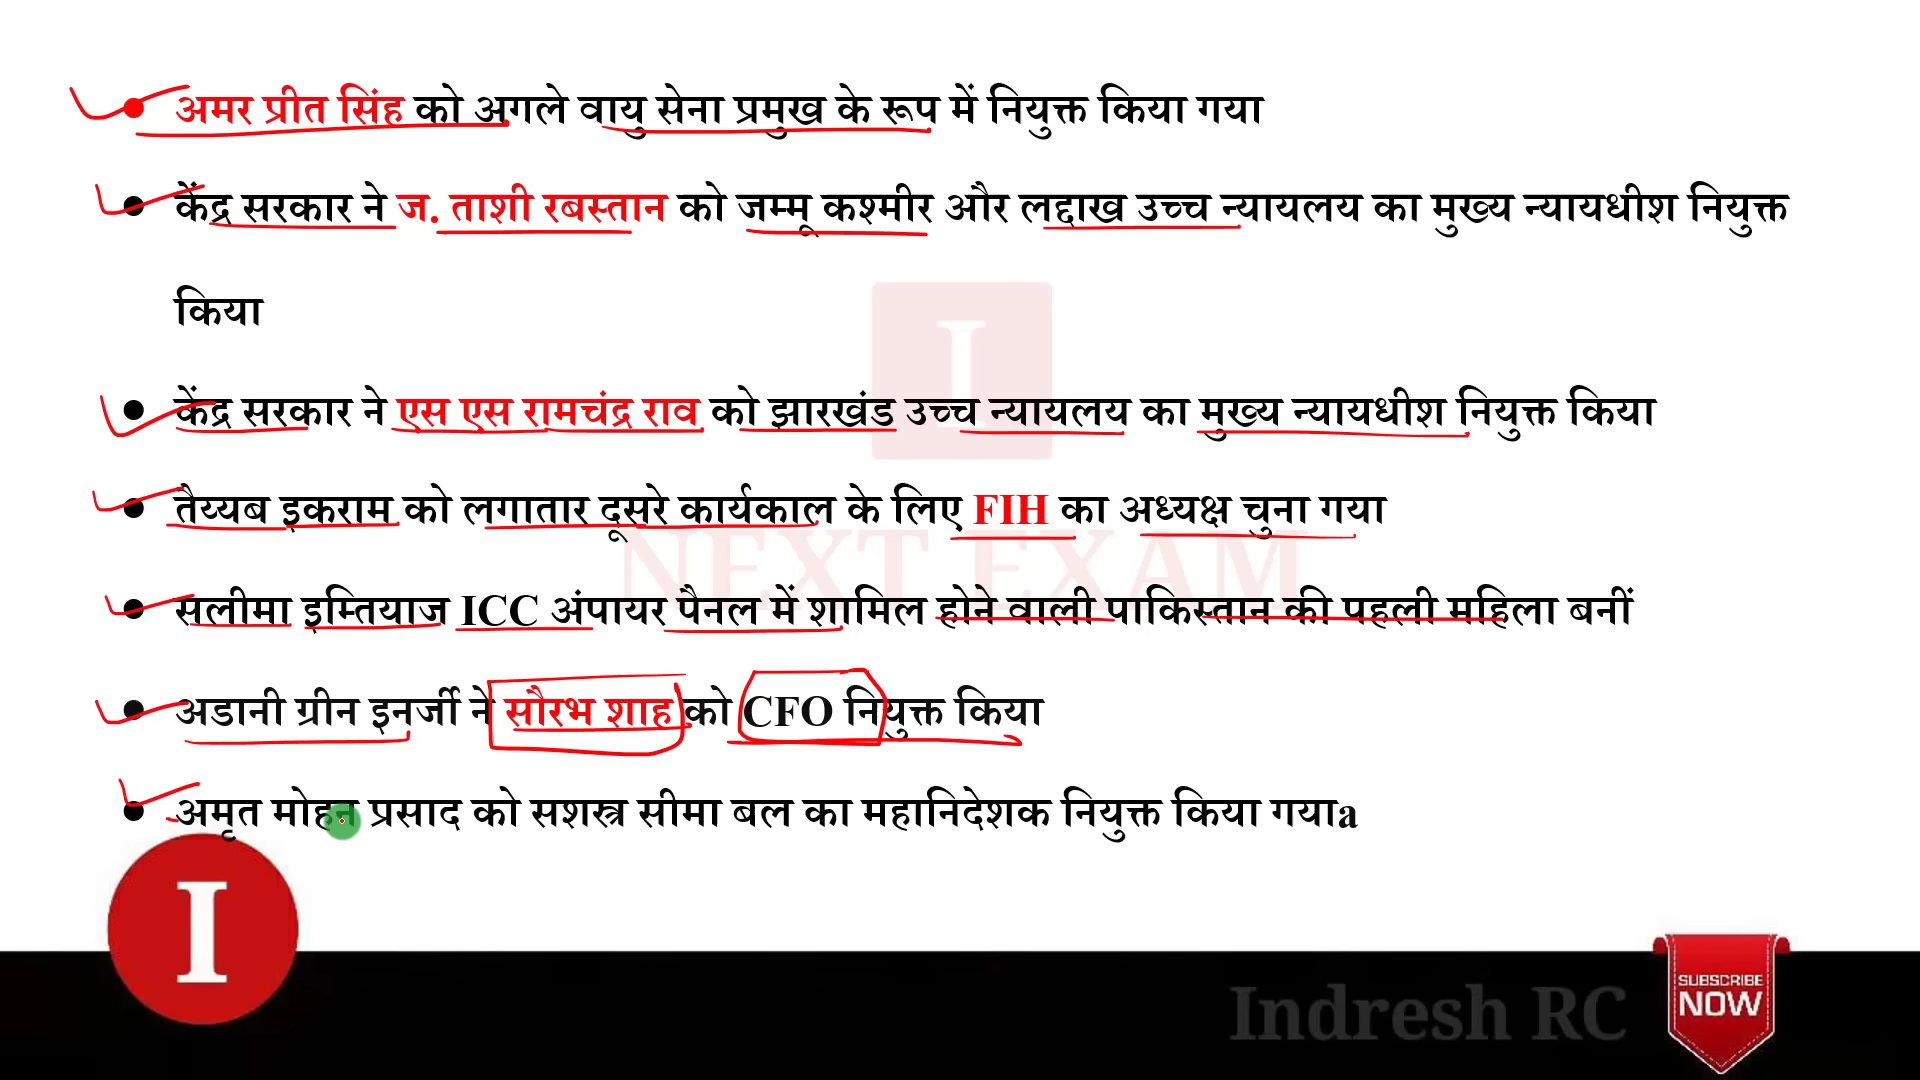 अमर प्रीत सिंह को अगले वायु सेना प्रमुख के रूप में नियुक्त किया गया
केंद्र सरकार ने ज. ताशी रबस्तान को जम्मू कश्मीर और लद्दाख उच्च न्यायलय का मुख्य न्यायधीश नियुक्त
किया
केंद्र सरकार ने एस एस रामचंद्र राव को झारखंड उच्च न्यायलय का मुख्य न्यायधीश नियुक्त किया
तैय्यब इकराम को लगातार दूसरे कार्यकाल के लिए FIH का अध्यक्ष चुना गया
सलीमा इम्तियाज ICC अंपायर पैनल में शामिल होने वाली पाकिस्तान की पहली महिला बनीं
अडानी ग्रीन इनर्जी ने सौरभ शाह को CFO नियुक्त किया
अमृत मोहन प्रसाद को सशस्त्र सीमा बल का महानिदेशक नियुक्त किया गयाa
I
NEXT EXAM
I
Indresh RC
SUBSCRIBE
NOW